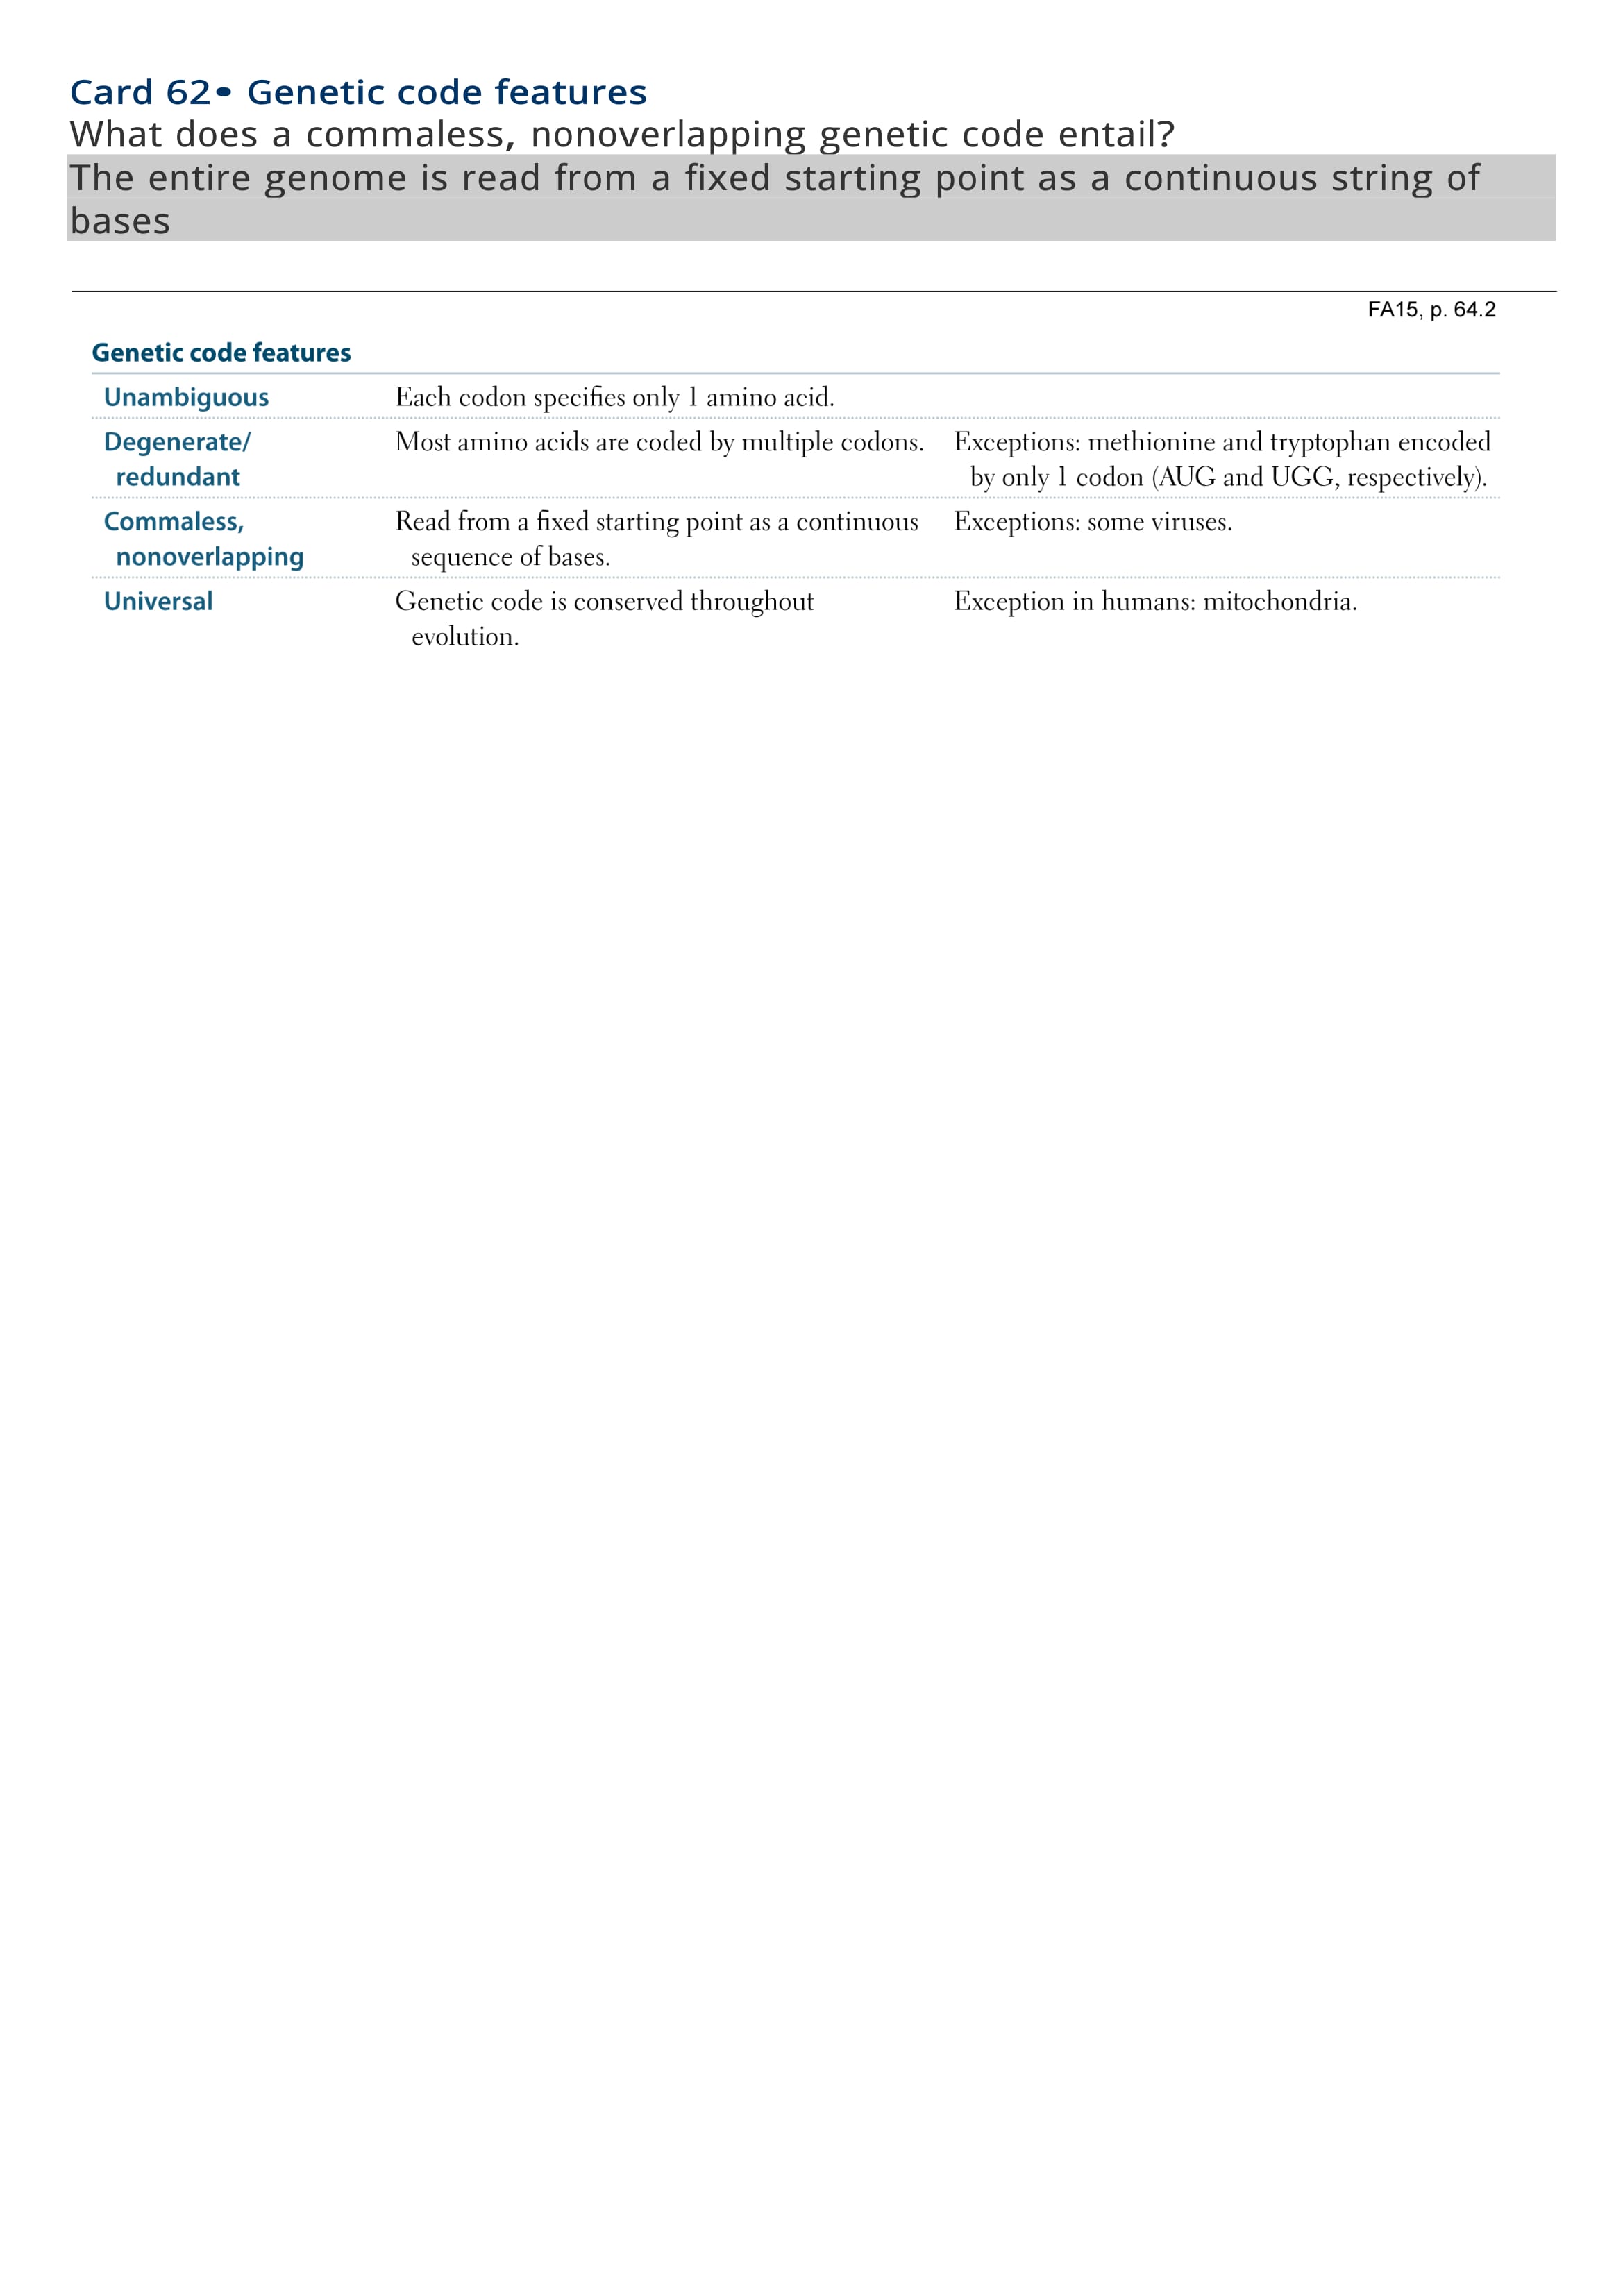 Card 62• Genetic code features
What does a commaless, nonoverlapping genetic code entail?
The entire genome is read from a fixed starting point as a continuous string of
bases
FA15, p. 64.2
Genetic code features
Unambiguous Each codon specifies only 1 amino acid.
Degenerate/ Most amino acids are coded by multiple codons. Exceptions: methionine and tryptophan encoded
redundant by only 1 codon (AUG and UGG, respectively).
Commaless, Read from a fixed starting point as a continuous Exceptions: some viruses.
nonoverlapping sequence of bases.
Universal Genetic code is conserved throughout Exception in humans: mitochondria.
evolution.